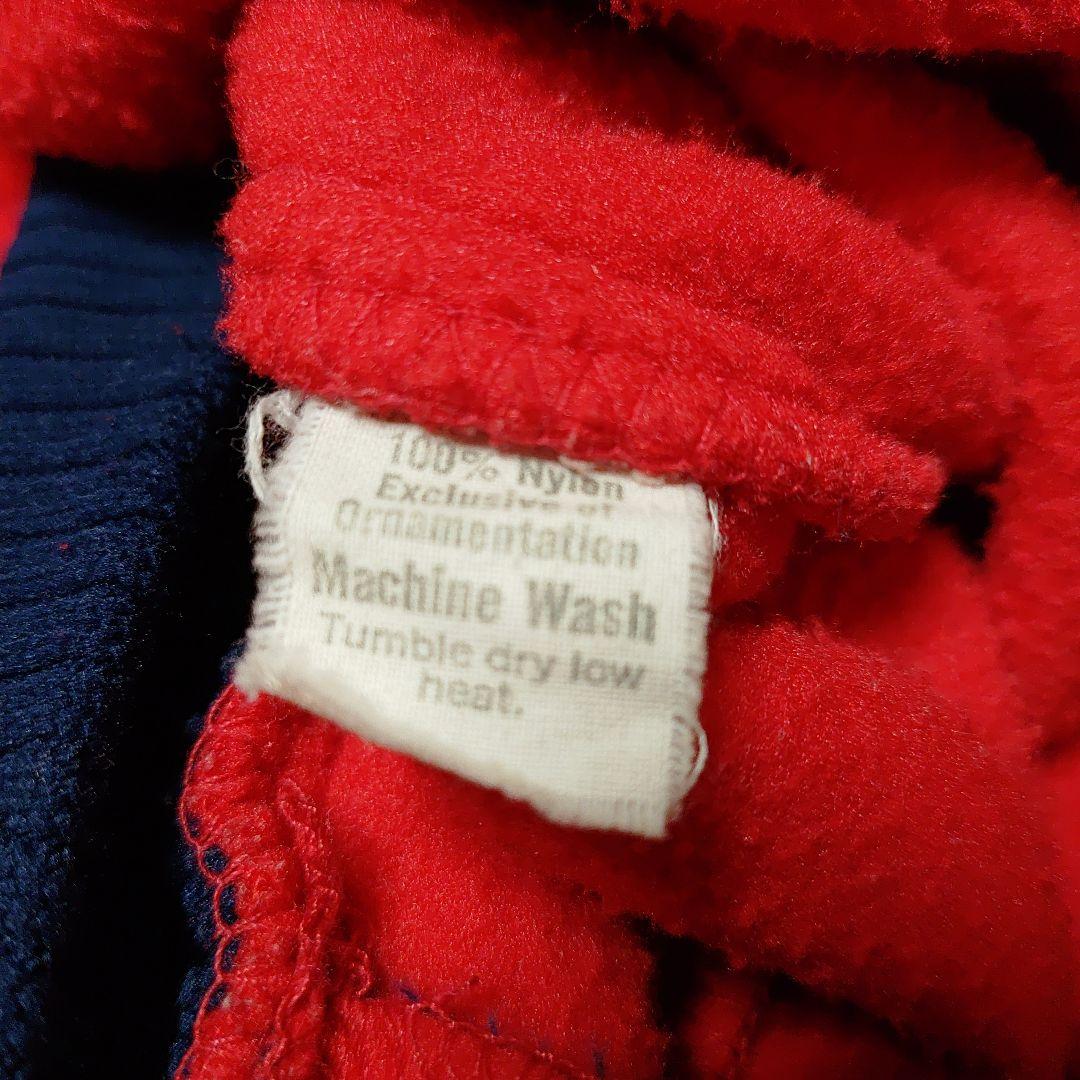 100% Nylon
Exclusive of
Ornamentation
Machine Wash
Tumble dry low
heat.